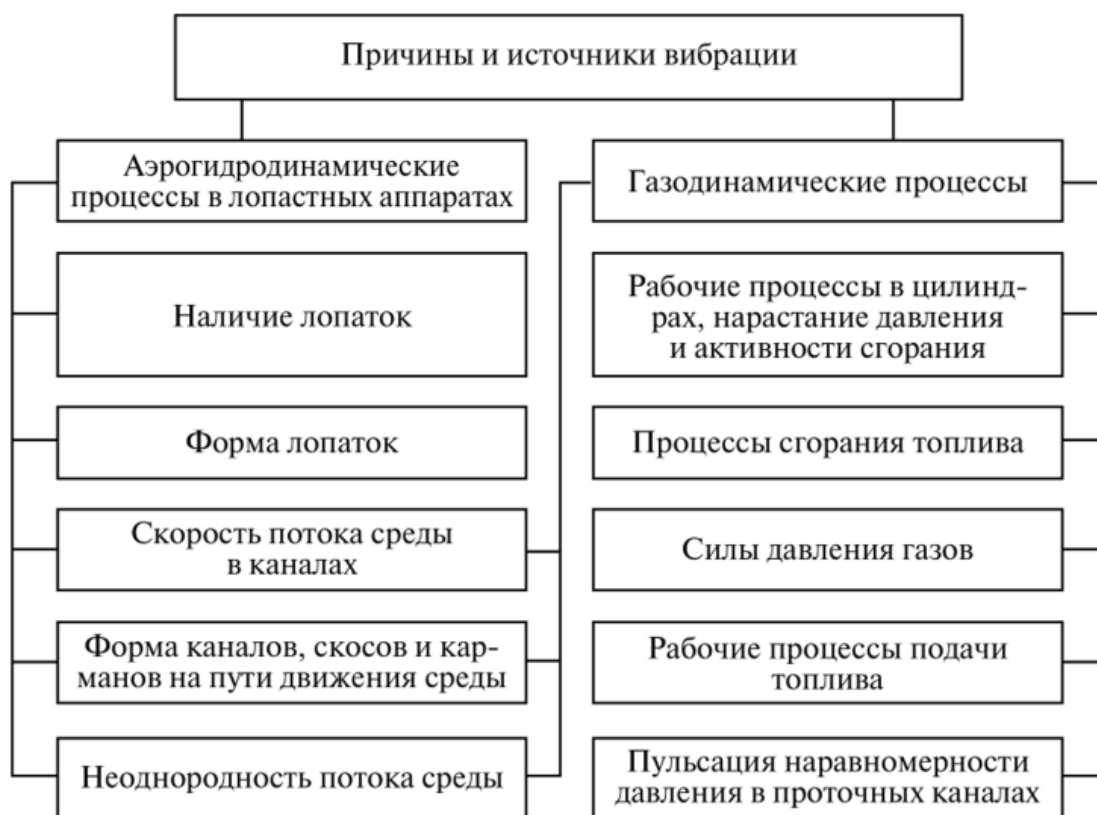 Причины и источники вибрации
Аэрогидродинамические
процессы в лопастных аппаратах
Газодинамические процессы
Наличие лопаток
Рабочие процессы в цилинд-
рах, нарастание давления
и активности сгорания
Форма лопаток
Процессы сгорания топлива
Скорость потока среды
в каналах
Силы давления газов
Форма каналов, скосов и кар-
манов на пути движения среды
Рабочие процессы подачи
топлива
Неоднородность потока среды
Пульсация наравномерности
давления в проточных каналах